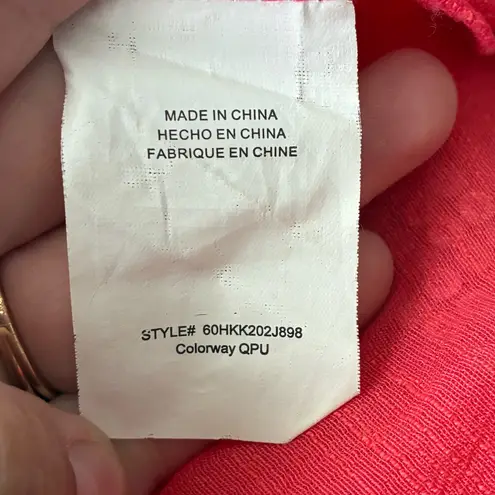 MADE IN CHINA
HECHO EN CHINA
FABRIQUE EN CHINE
STYLE# 60HKK202J898
Colorway QPU